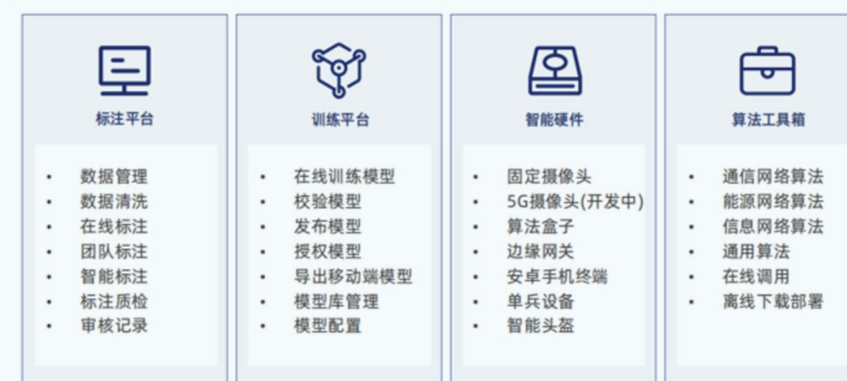 标注平台
• 数据管理
• 数据清洗
• 在线标注
• 团队标注
• 智能标注
• 标注质检
• 审核记录
训练平台
• 在线训练模型
• 校验模型
• 发布模型
• 授权模型
• 导出移动端模型
• 模型库管理
• 模型配置
智能硬件
• 固定摄像头
• 5G摄像头(开发中)
• 算法盒子
• 边缘网关
• 安卓手机终端
• 单兵设备
• 智能头盔
算法工具箱
• 通信网络算法
• 能源网络算法
• 信息网络算法
• 通用算法
• 在线调用
• 离线下载部署